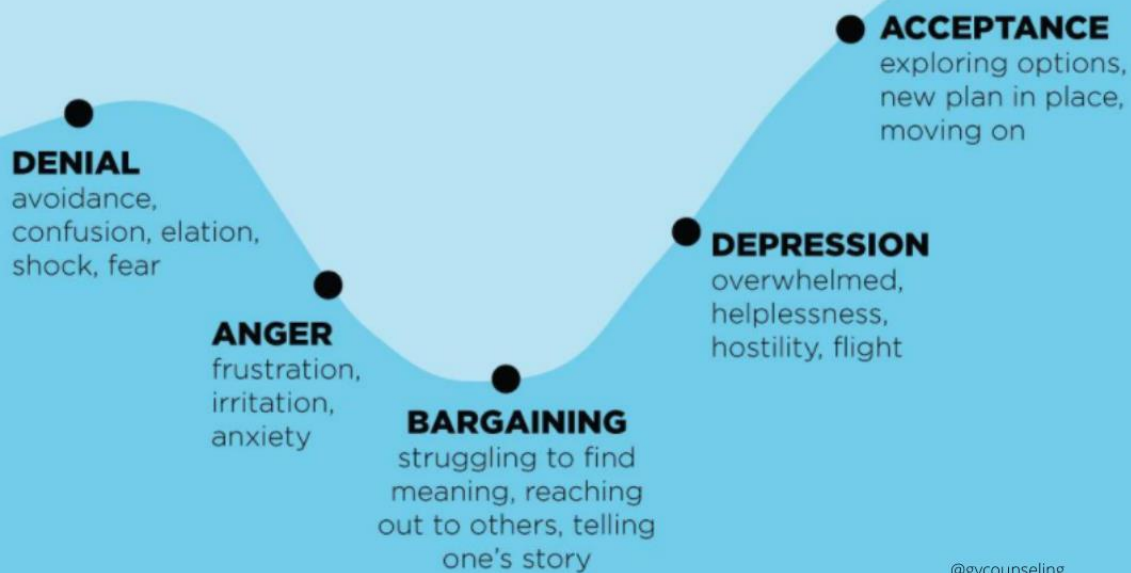 DENIAL
avoidance,
confusion, elation,
shock, fear
ANGER
frustration,
irritation,
anxiety
BARGAINING
struggling to find
meaning, reaching
out to others, telling
one's story
DEPRESSION
overwhelmed,
helplessness,
hostility, flight
ACCEPTANCE
exploring options,
new plan in place,
moving on
@gvcounseling